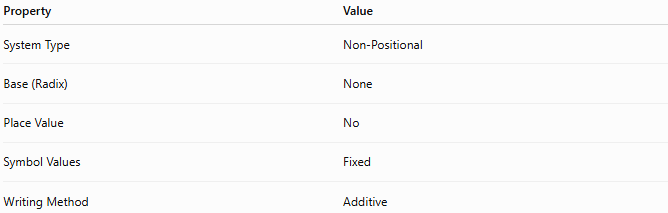 Property Value
System Type Non-Positional
Base (Radix) None
Place Value No
Symbol Values Fixed
Writing Method Additive